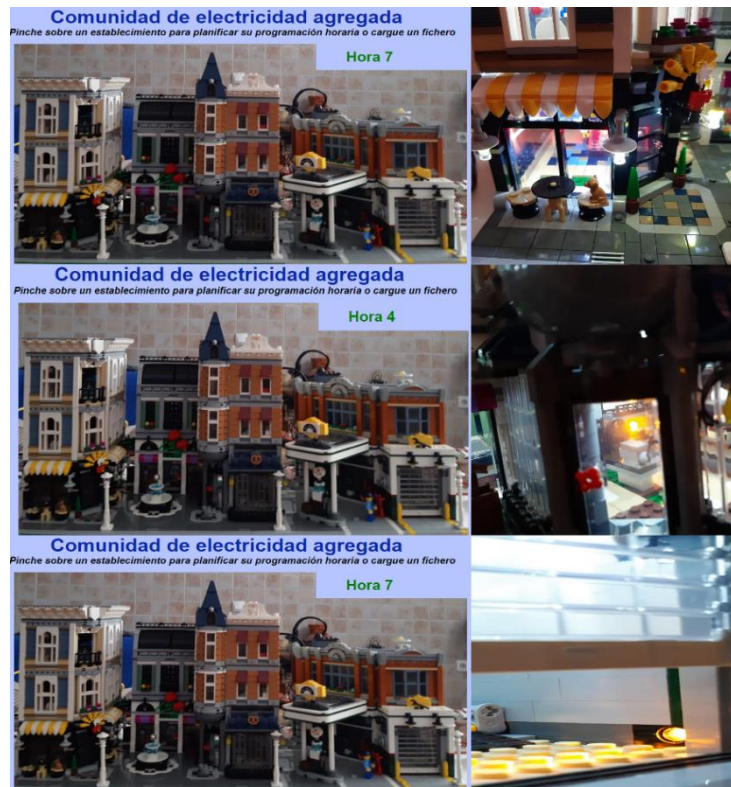 Comunidad de electricidad agregada
Pinche sobre un establecimiento para planificar su programación horaria o cargue un fichero
Hora 7
Comunidad de electricidad agregada
Pinche sobre un establecimiento para planificar su programación horaria o cargue un fichero
Hora 4
Comunidad de electricidad agregada
Pinche sobre un establecimiento para planificar su programación horaria o cargue un fichero
Hora 7